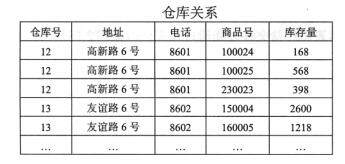 仓库关系
仓库号 地址 电话 商品号 库存量
12 高新路6号 8601 100024 168
12 高新路6号 8601 100025 568
12 高新路6号 8601 230023 398
13 友谊路6号 8602 150004 2600
13 友谊路6号 8602 160005 1218
… … … … …